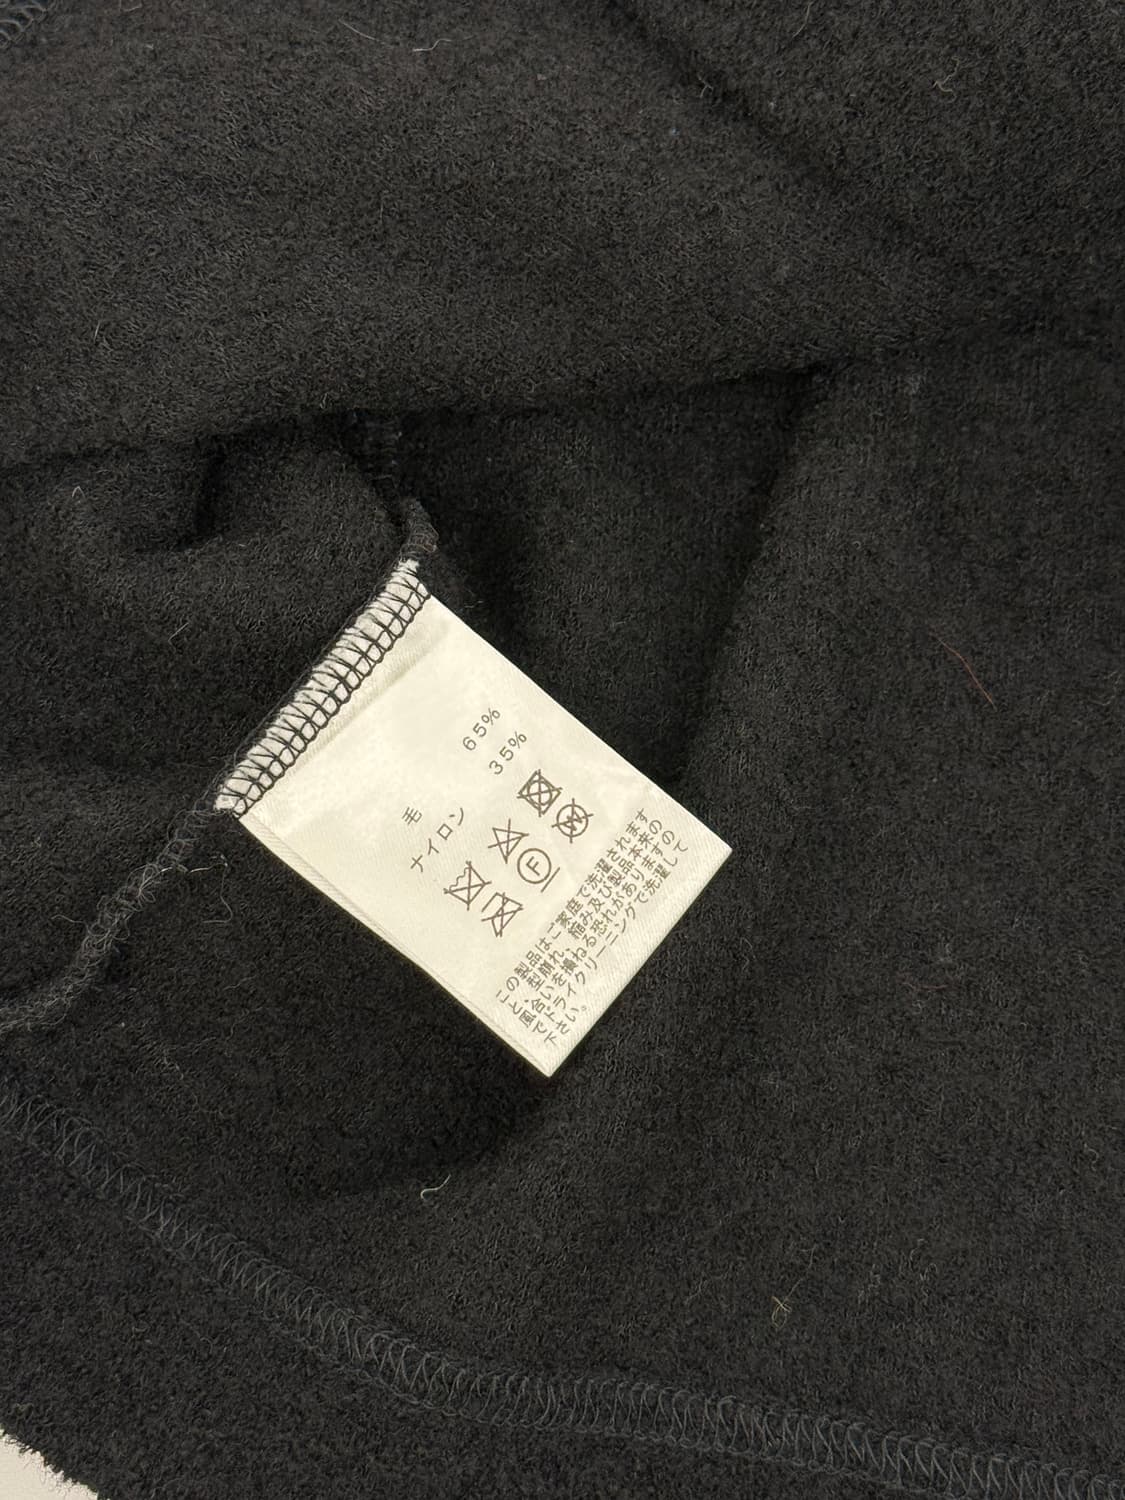 毛 65%
ナイロン 35%
F
W
この製品はご家庭で洗濯されます
と型崩れ、縮み及び製品本来の
風合いを損ねる恐れがありますの
で、ドライクリーニングで洗濯して
下さい。